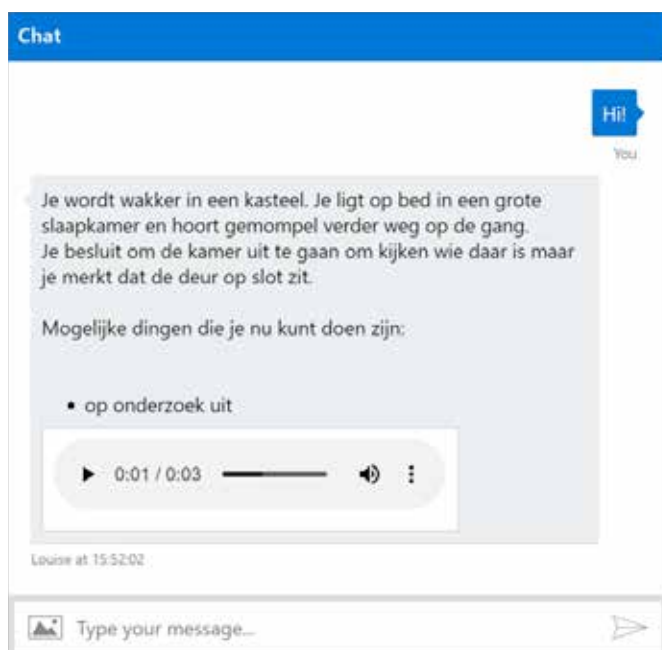 Chat
Hi!
You
Je wordt wakker in een kasteel. Je ligt op bed in een grote
slaapkamer en hoort gemompel verder weg op de gang.
Je besluit om de kamer uit te gaan om kijken wie daar is maar
je merkt dat de deur op slot zit.
Mogelijke dingen die je nu kunt doen zijn:
• op onderzoek uit
0:01 / 0:03
Louise at 15:52:02
Type your message...